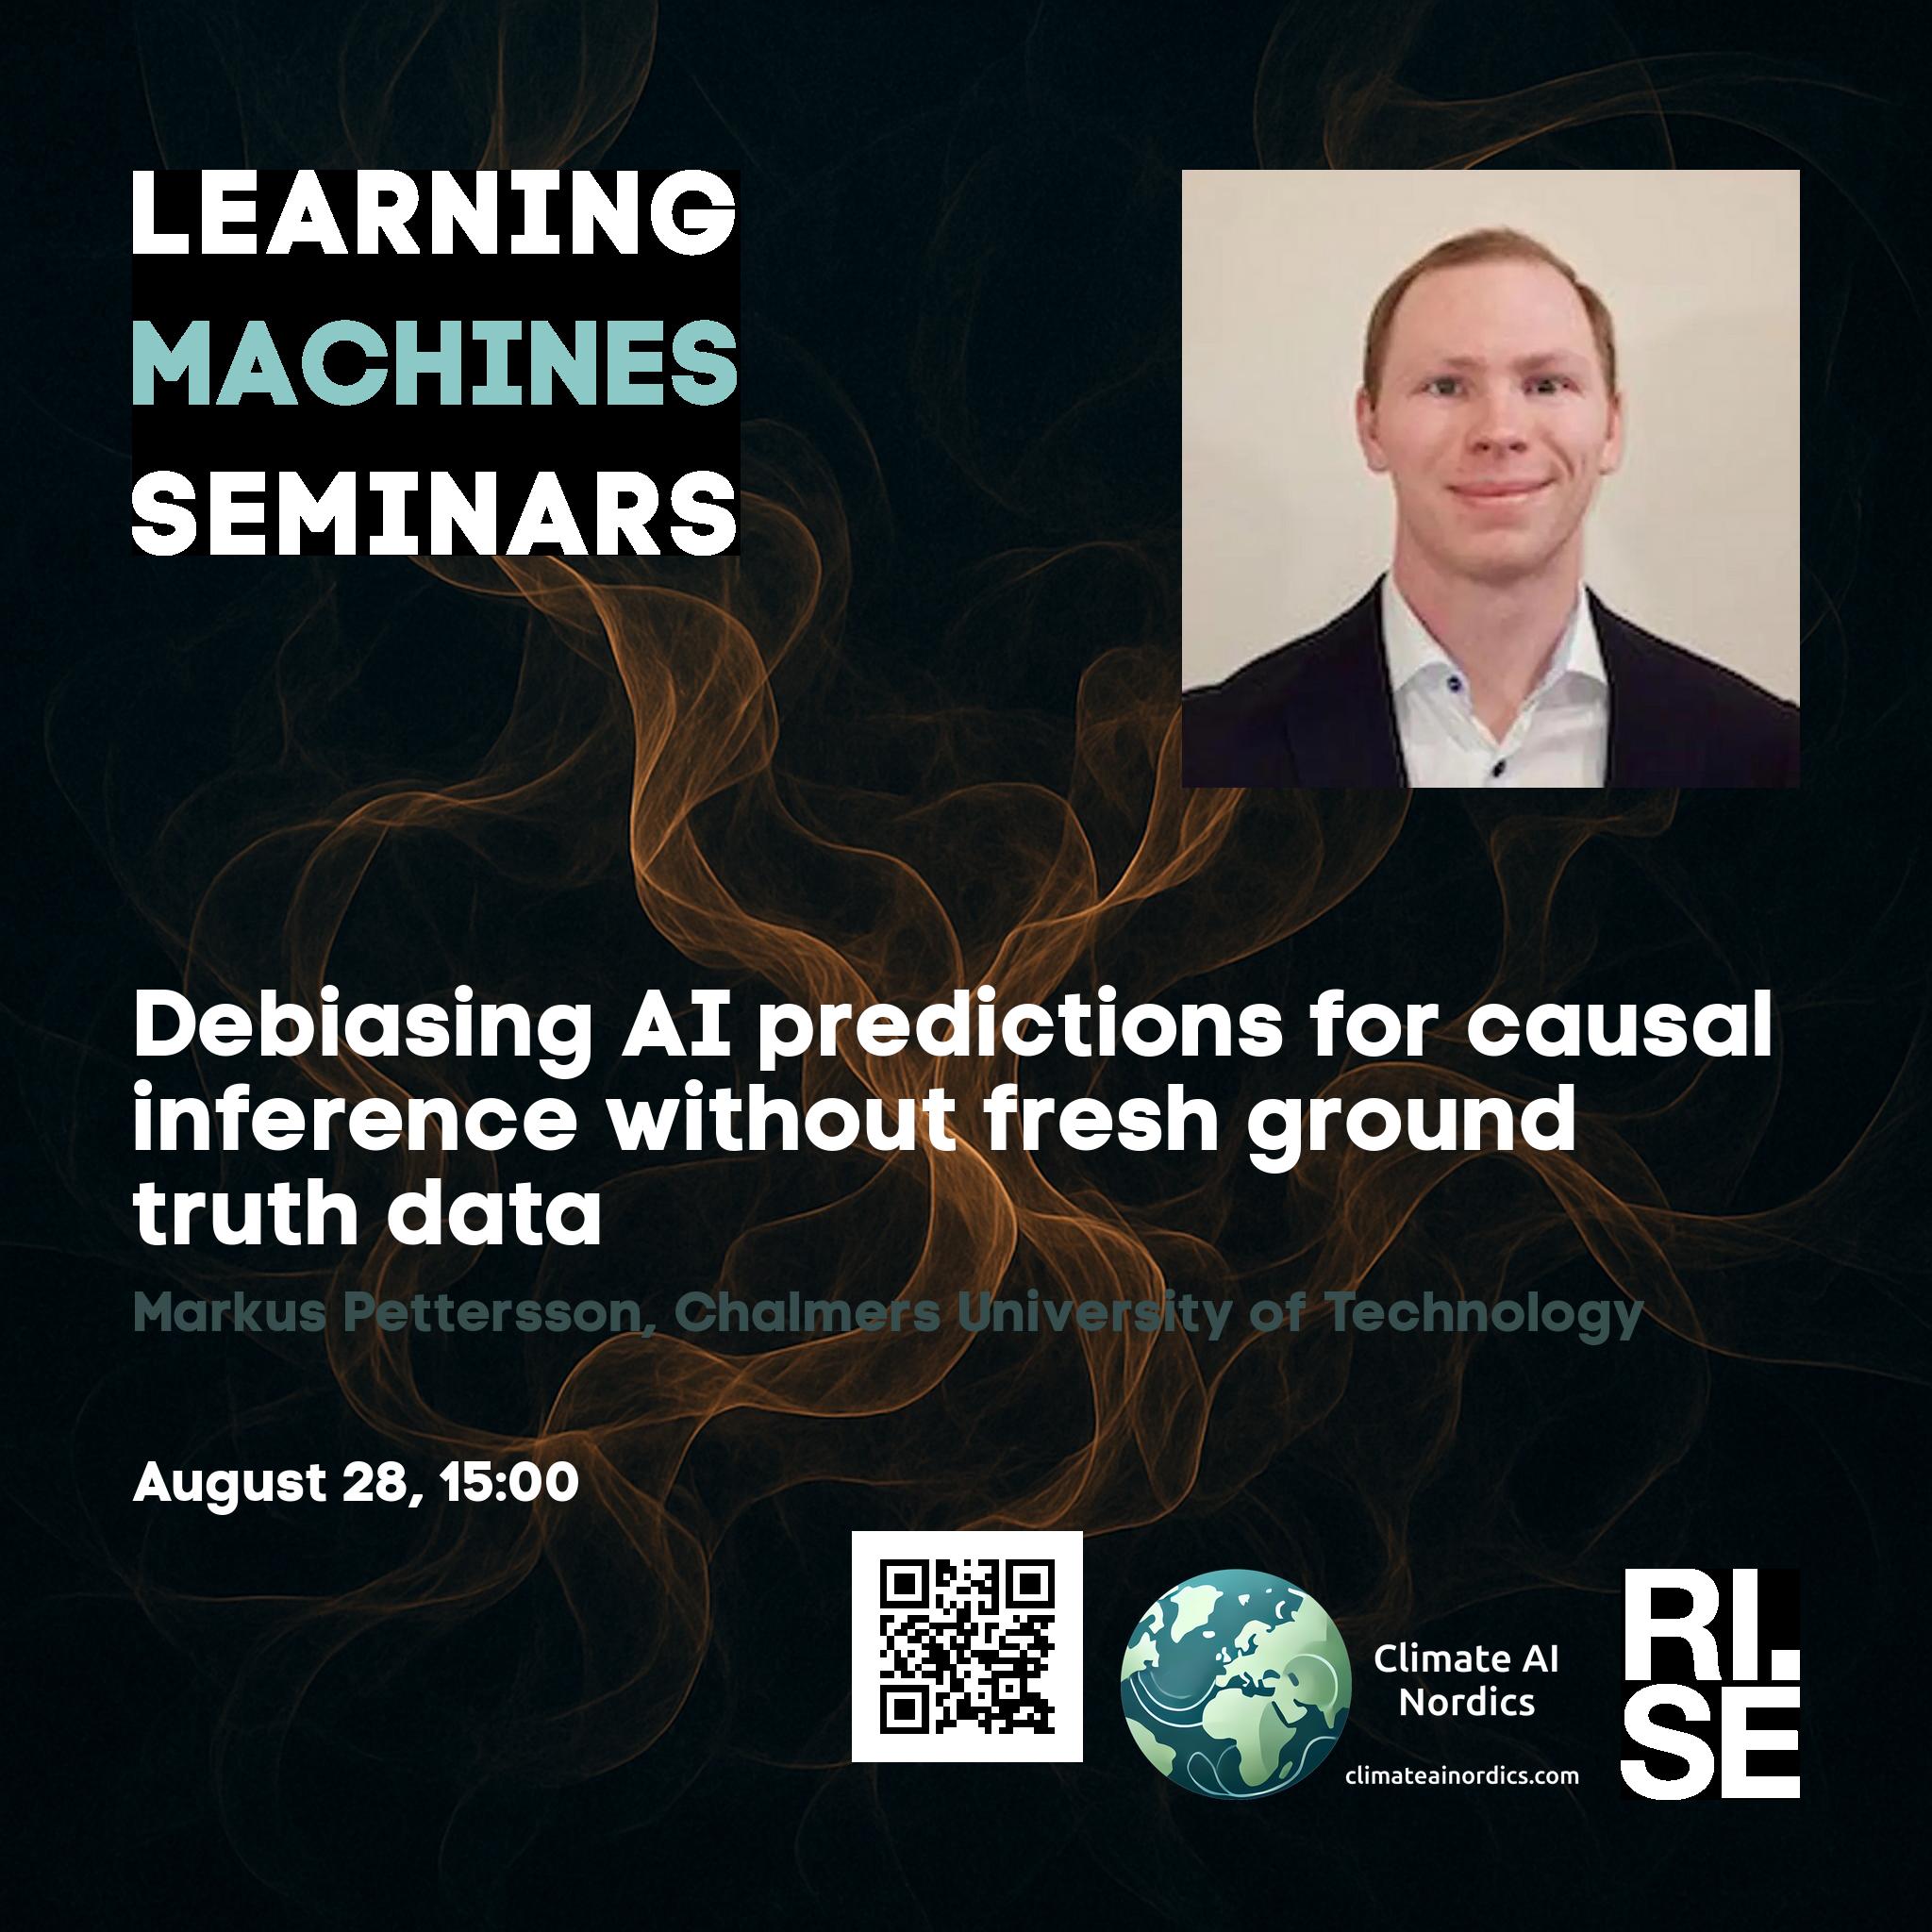 LEARNING
MACHINES
SEMINARS
Debiasing AI predictions for causal
inference without fresh ground
truth data
Markus Pettersson, Chalmers University of Technology
August 28, 15:00
Climate AI
Nordics
climateainordics.com
RI.
SE